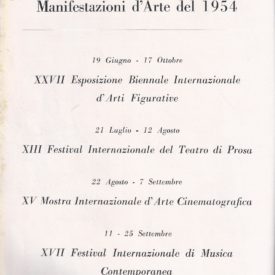 Manifestazioni d'Arte del 1954
19 Giugno - 17 Ottobre
XXVII Esposizione Biennale Internazionale
d'Arti Figurative
21 Luglio - 12 Agosto
XIII Festival Internazionale del Teatro di Prosa
22 Agosto - 7 Settembre
XV Mostra Internazionale d'Arte Cinematografica
11 - 25 Settembre
XVII Festival Internazionale di Musica
Contemporanea